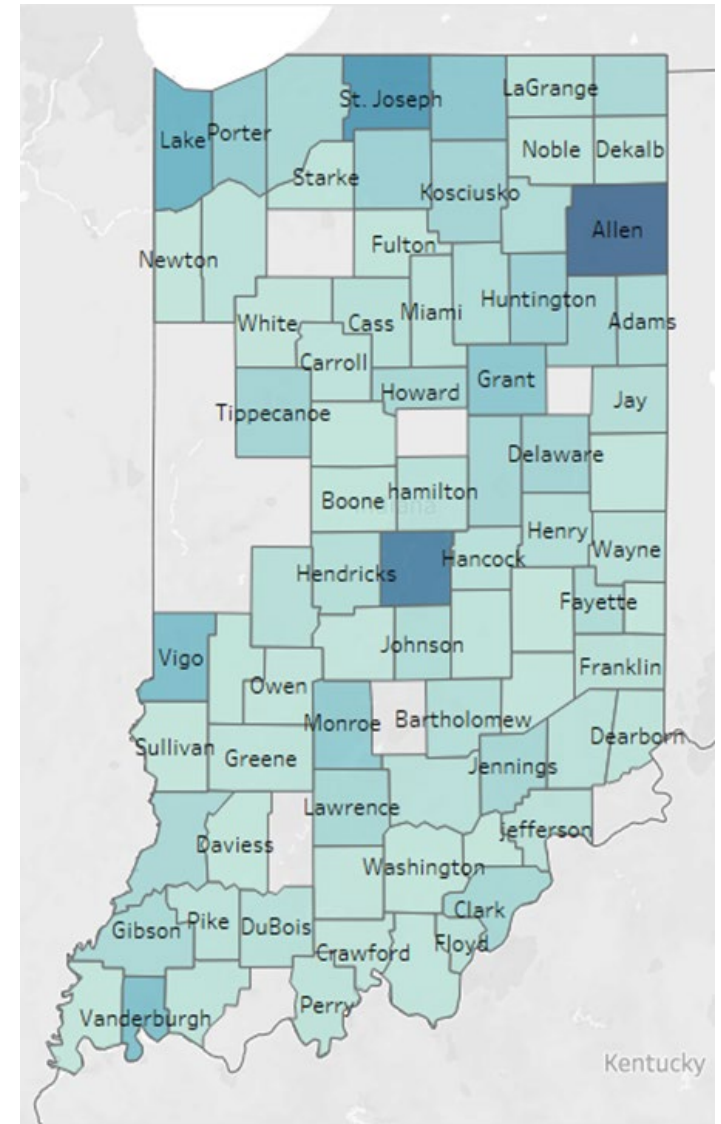 St. Joseph
LaGrange
Lake
Porter
Noble
Dekalb
Starke
Kosciusko
Allen
Fulton
Newton
Huntington
Miami
White
Cass
Adams
Carroll
Howard
Grant
Jay
Tippecanoe
Delaware
Boone
hamilton
Henry
Wayne
Hancock
Hendricks
Fayette
Johnson
Vigo
Franklin
Owen
Monroe
Bartholomew
Dearborn
Sullivan
Greene
Jennings
Lawrence
jefferson
Daviess
Washington
Clark
Gibson
Pike
DuBois
Floyd
Crawford
Perry
Vanderburgh
Kentucky